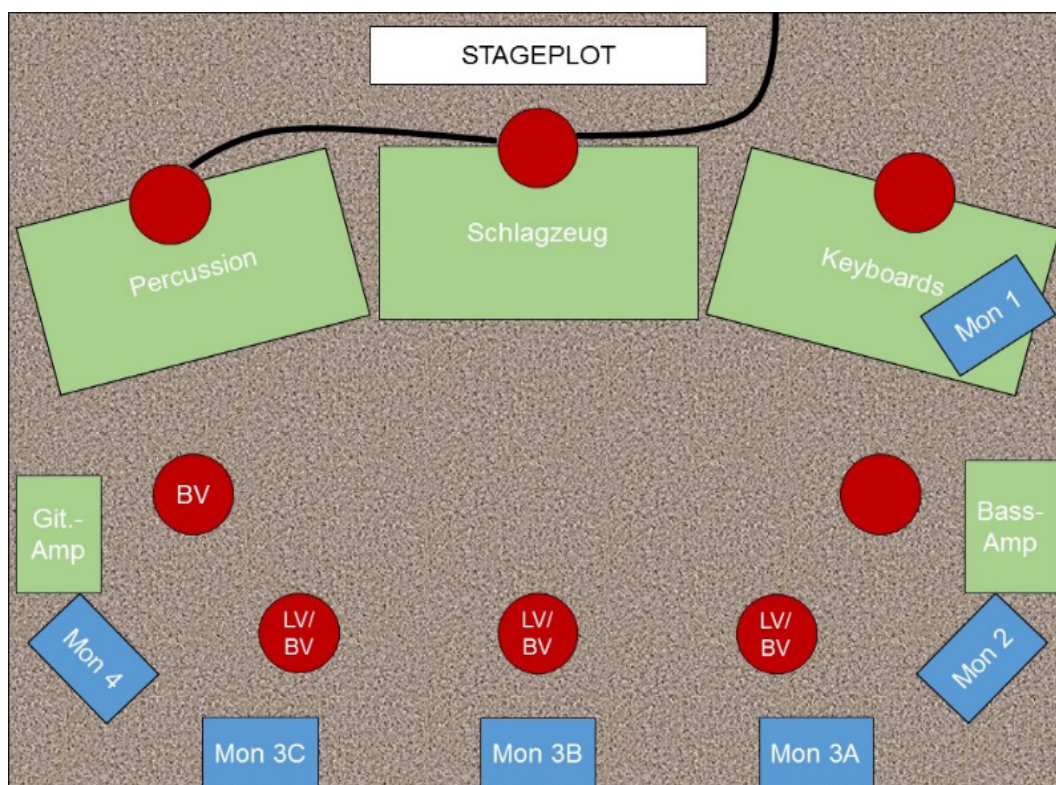 STAGEPLOT
Percussion
Schlagzeug
Keyboards
Mon 1
Git.-
Amp
BV
Bass-
Amp
Mon 4
LV/
BV
LV/
BV
LV/
BV
Mon 2
Mon 3C
Mon 3B
Mon 3A